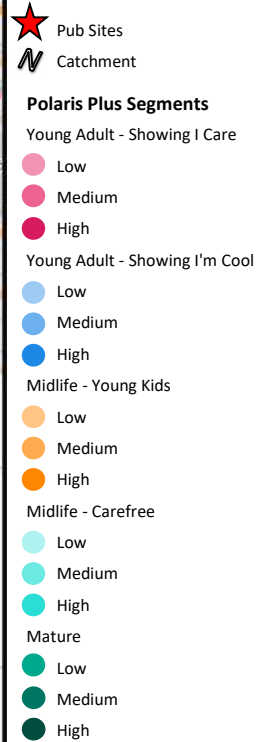 Pub Sites
Catchment
Polaris Plus Segments
Young Adult - Showing I Care
Low
Medium
High
Young Adult - Showing I'm Cool
Low
Medium
High
Midlife - Young Kids
Low
Medium
High
Midlife - Carefree
Low
Medium
High
Mature
Low
Medium
High